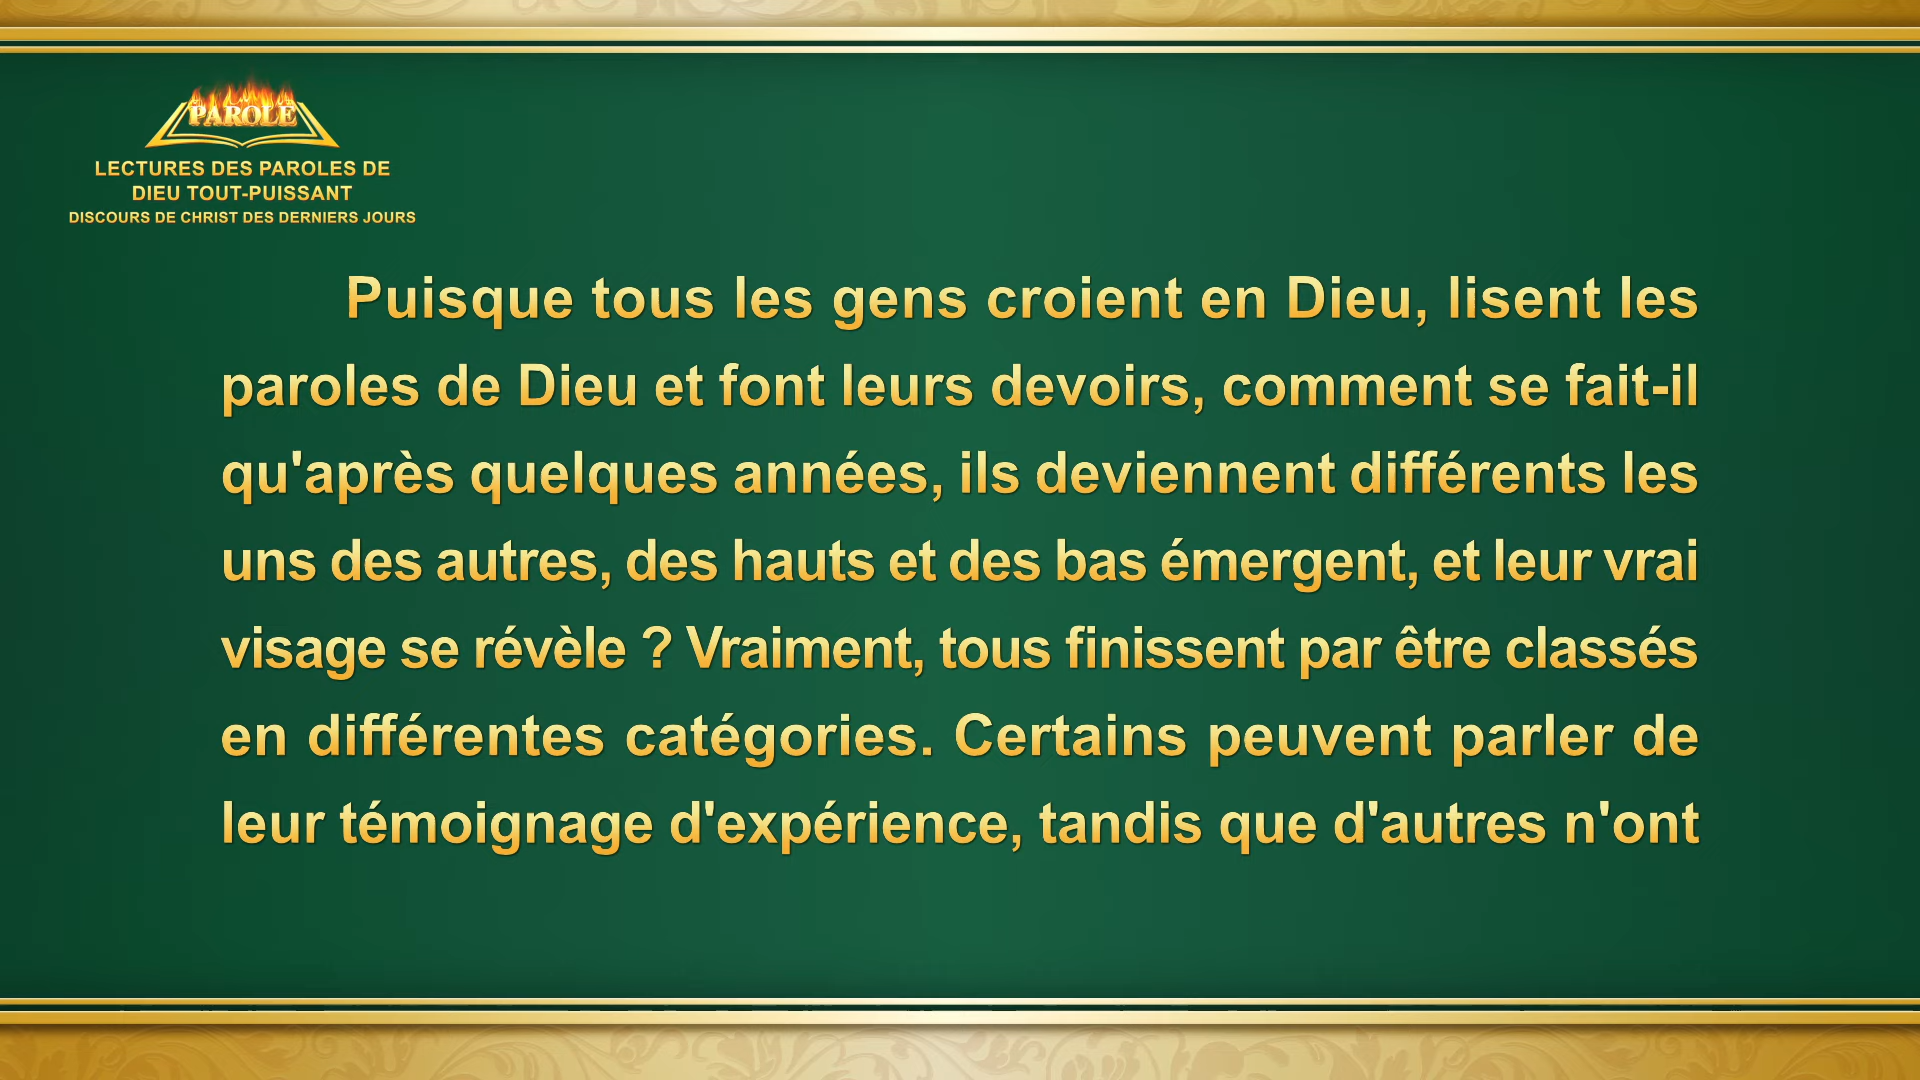 PAROLE
LECTURES DES PAROLES DE
DIEU TOUT-PUISSANT
DISCOURS DE CHRIST DES DERNIERS JOURS
Puisque tous les gens croient en Dieu, lisent les
paroles de Dieu et font leurs devoirs, comment se fait-il
qu'après quelques années, ils deviennent différents les
uns des autres, des hauts et des bas émergent, et leur vrai
visage se révèle ? Vraiment, tous finissent par être classés
en différentes catégories. Certains peuvent parler de
leur témoignage d'expérience, tandis que d'autres n'ont